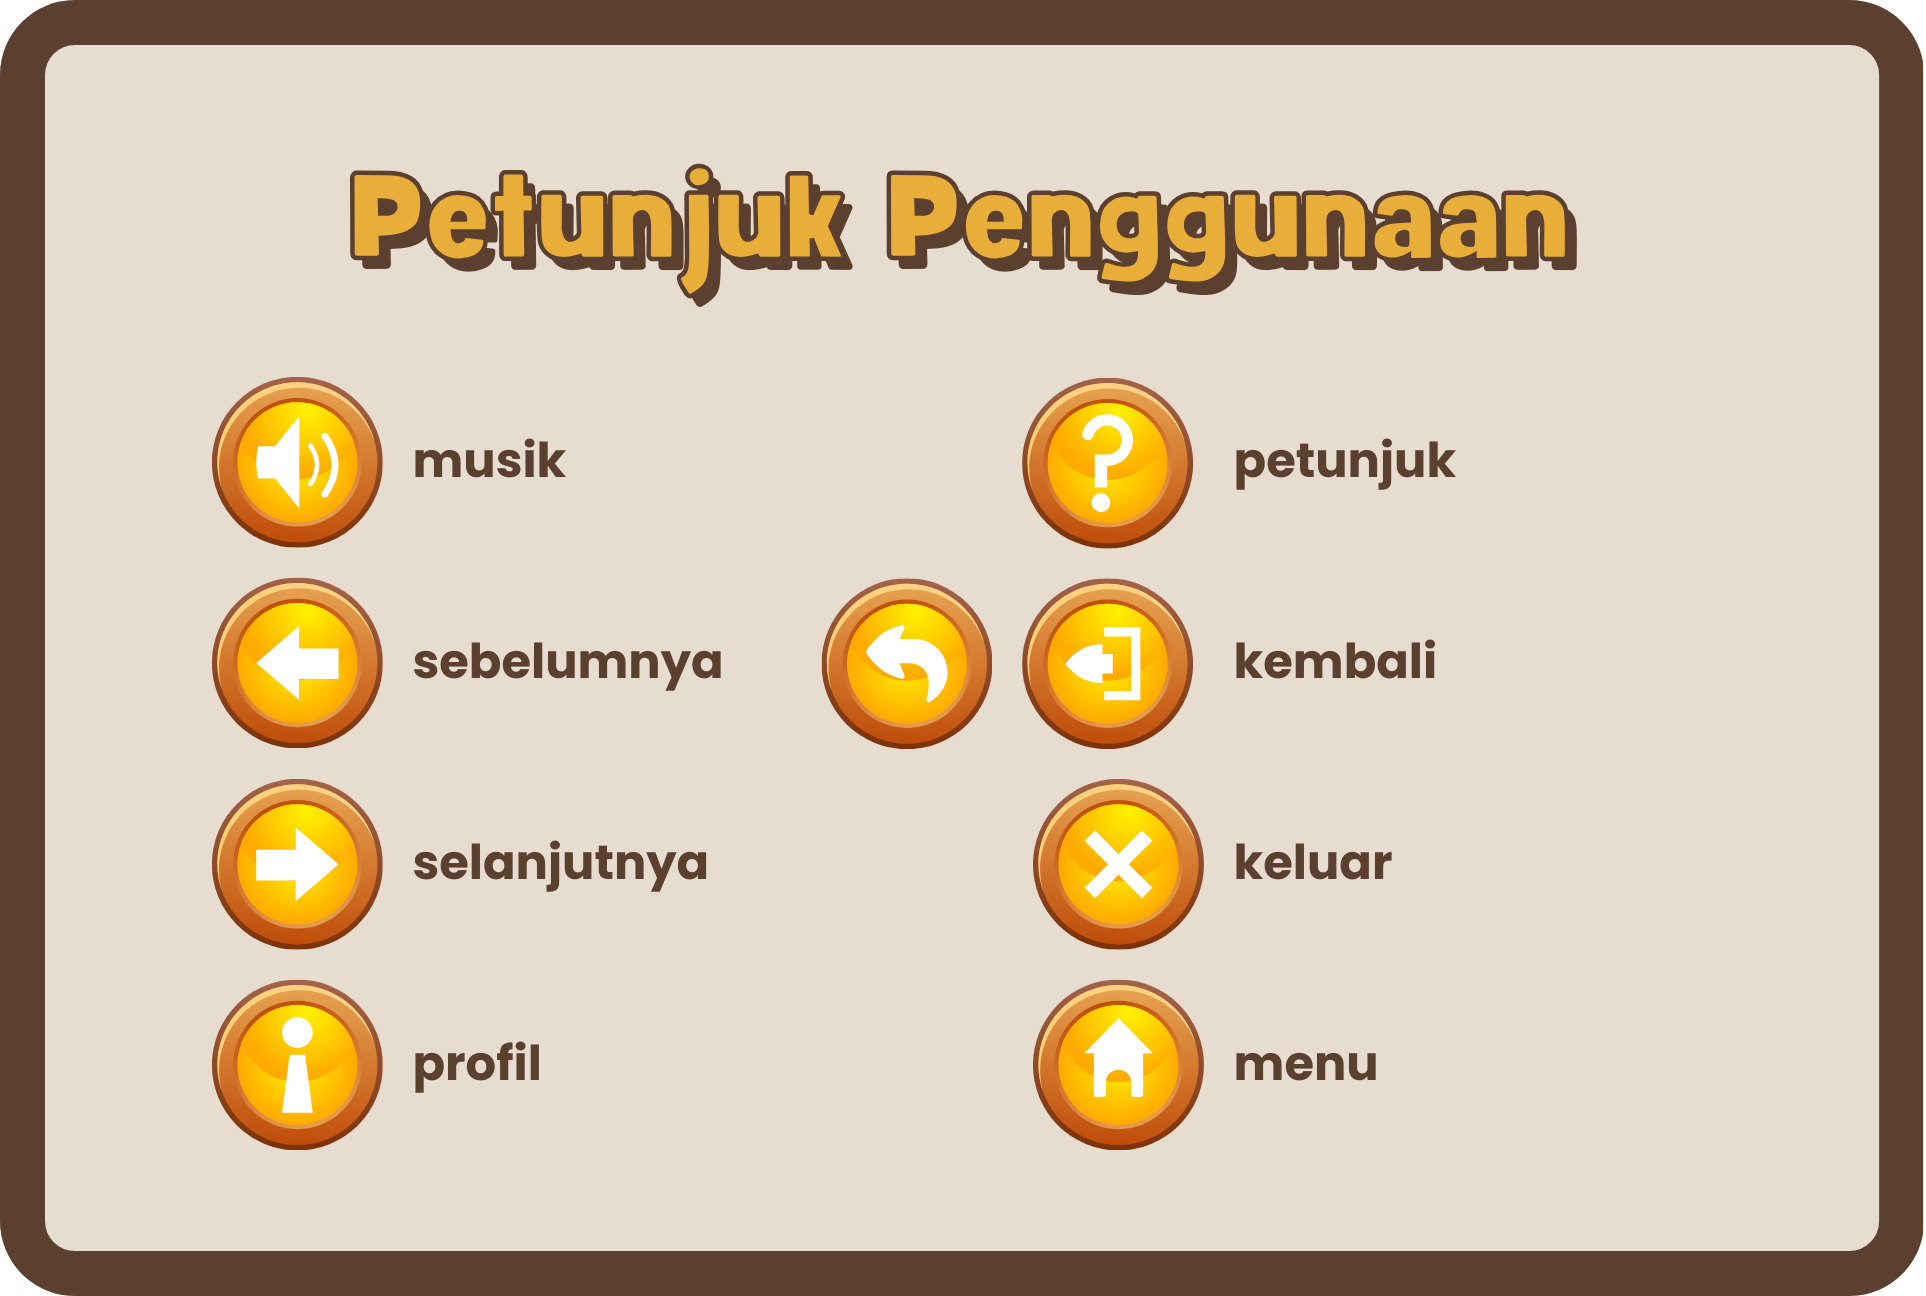 Petunjuk Penggunaan
musik
sebelumnya
selanjutnya
profil
petunjuk
kembali
keluar
menu